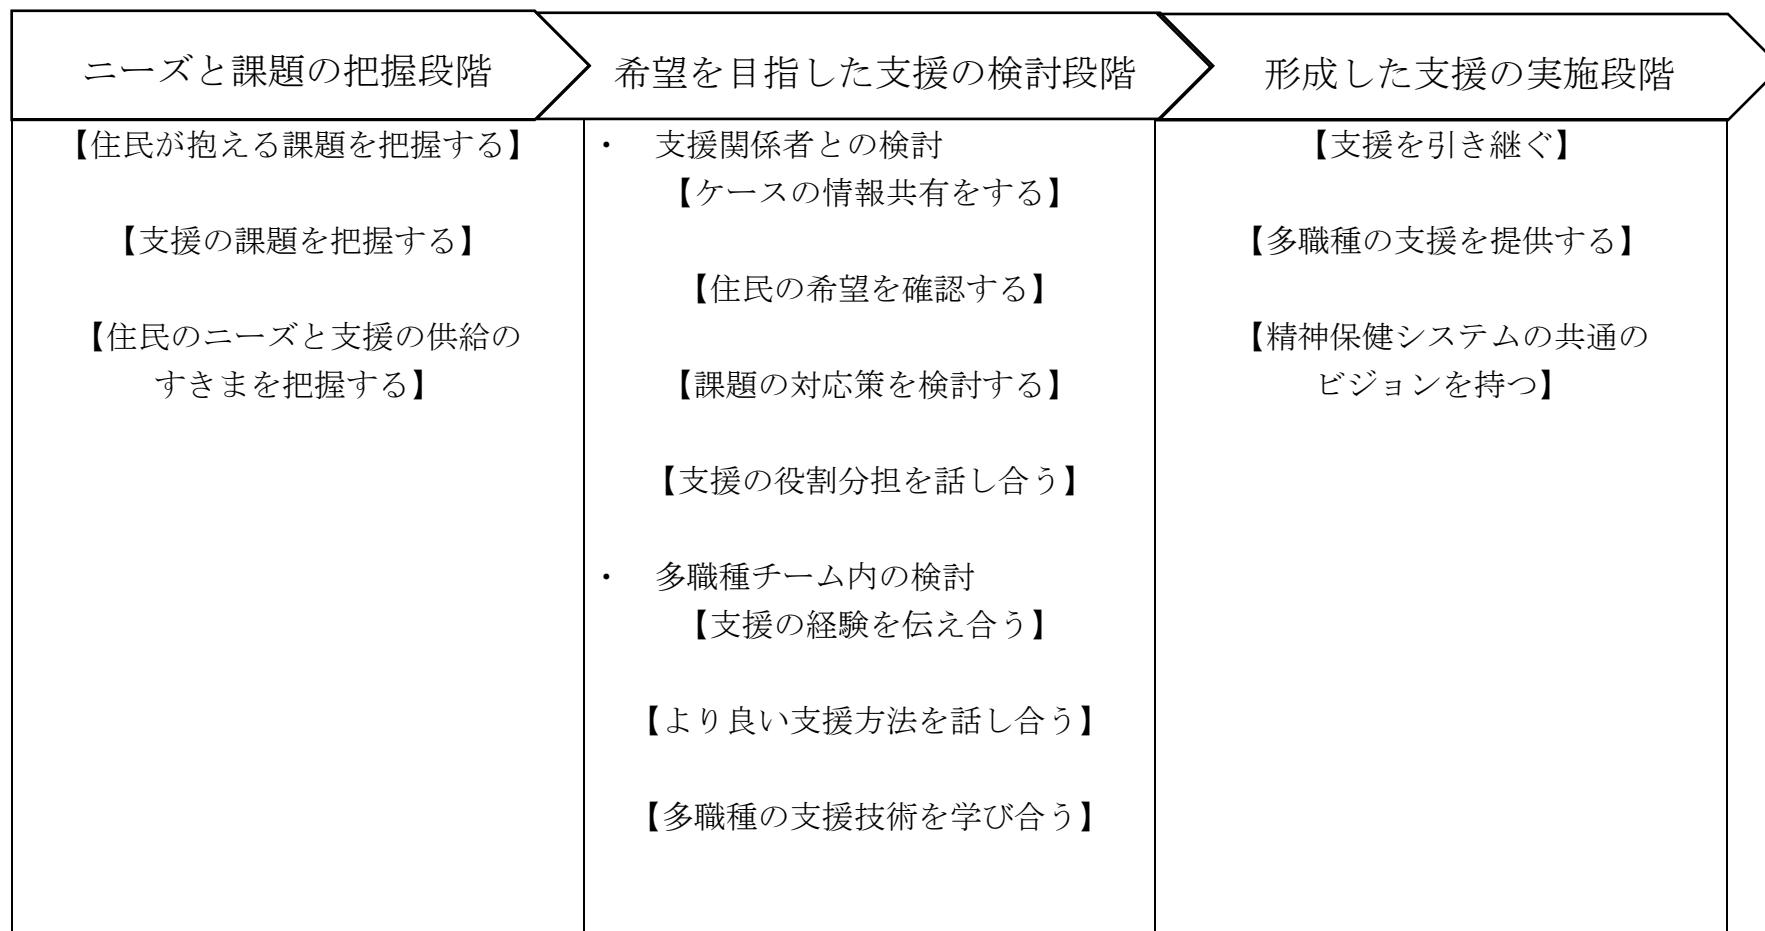 ニーズと課題の把握段階
希望を目指した支援の検討段階
形成した支援の実施段階
【住民が抱える課題を把握する】
【支援の課題を把握する】
【住民のニーズと支援の供給の
すきまを把握する】
・ 支援関係者との検討
【ケースの情報共有をする】
【住民の希望を確認する】
【課題の対応策を検討する】
【支援の役割分担を話し合う】
・ 多職種チーム内の検討
【支援の経験を伝え合う】
【より良い支援方法を話し合う】
【多職種の支援技術を学び合う】
【支援を引き継ぐ】
【多職種の支援を提供する】
【精神保健システムの共通の
ビジョンを持つ】